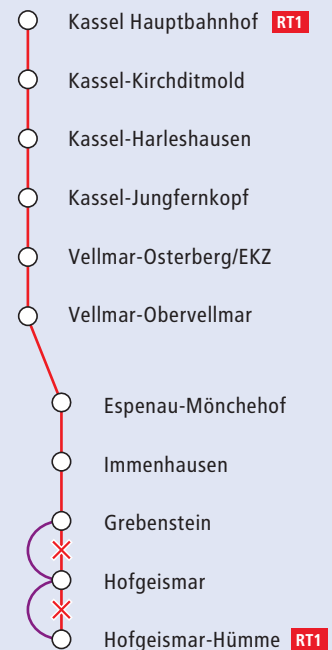 Kassel Hauptbahnhof RT1
Kassel-Kirchditmold
Kassel-Harleshausen
Kassel-Jungfernkopf
Vellmar-Osterberg/EKZ
Vellmar-Obervellmar
Espenau-Mönchehof
Immenhausen
Grebenstein
Hofgeismar
Hofgeismar-Hümme RT1